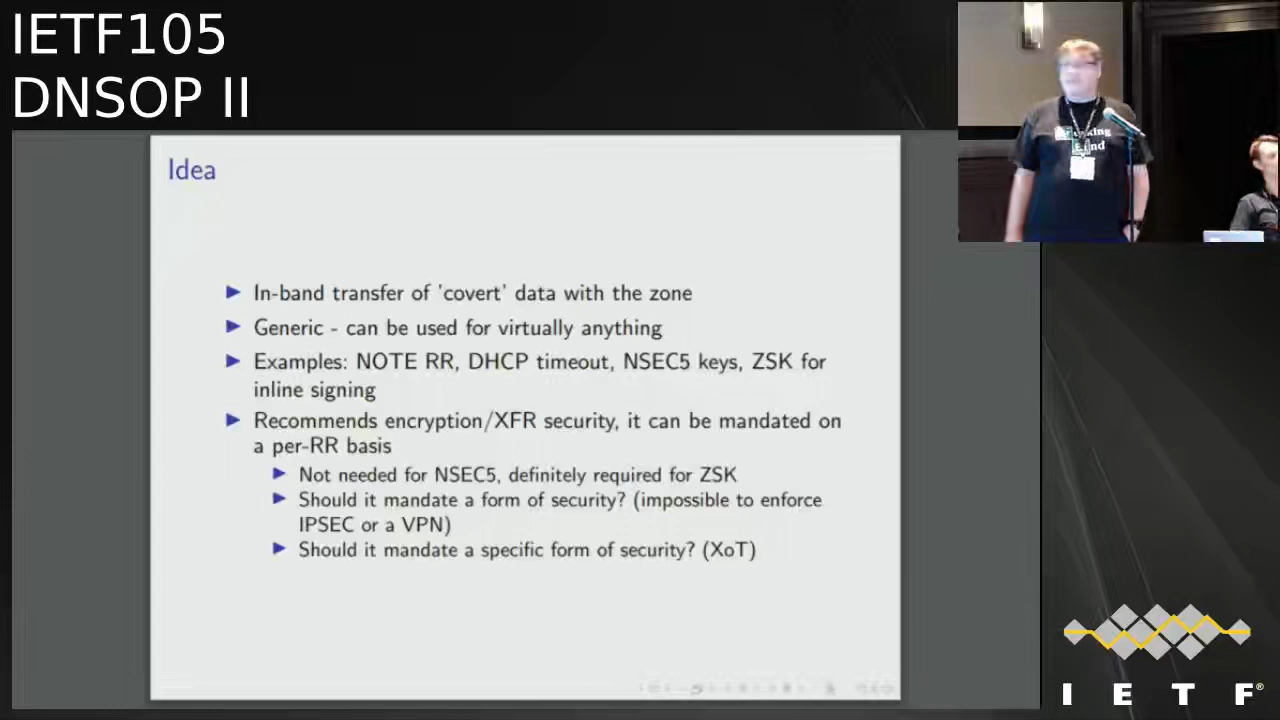 IETF105
DNSOP II
Idea
In-band transfer of 'covert' data with the zone
Generic - can be used for virtually anything
Examples: NOTE RR, DHCP timeout, NSEC5 keys, ZSK for
inline signing
Recommends encryption/XFR security, it can be mandated on
a per-RR basis
Not needed for NSEC5, definitely required for ZSK
Should it mandate a form of security? (impossible to enforce
IPSEC or a VPN)
Should it mandate a specific form of security? (XoT)
I E T F®